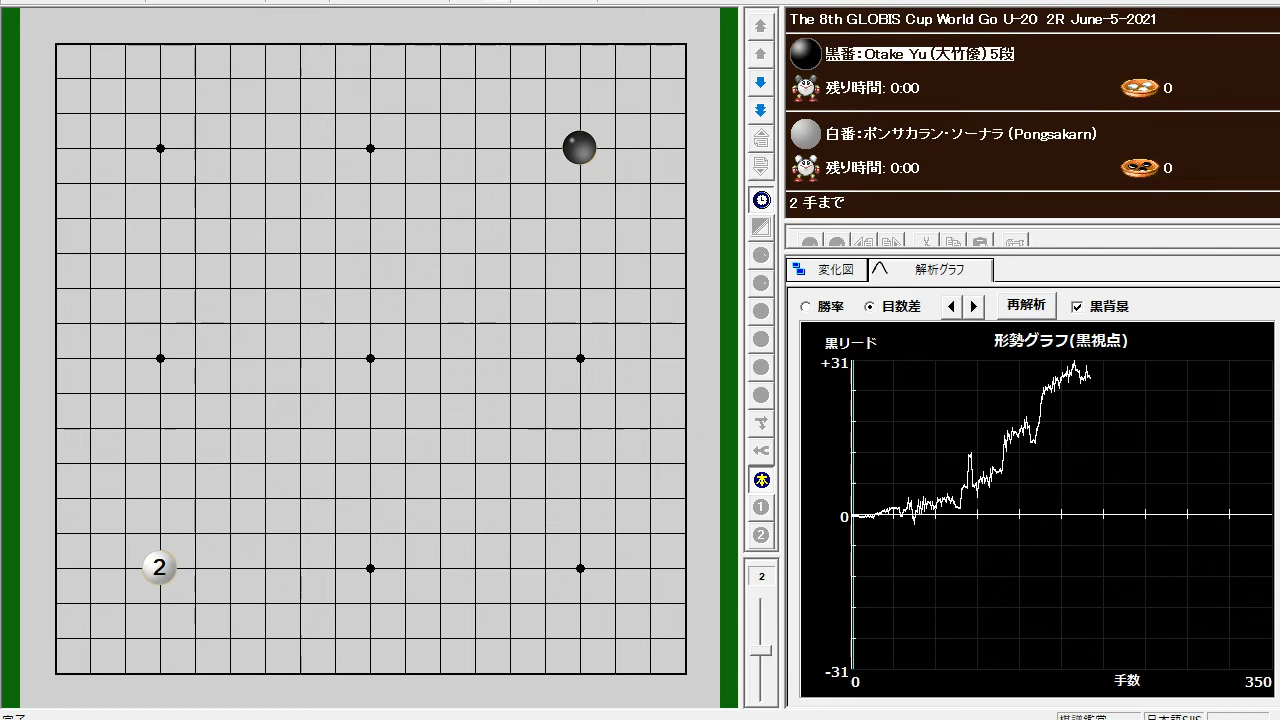 The 8th GLOBIS Cup World Go U-20 2R June-5-2021
黒番:Otake Yu (大竹優) 5段
残り時間: 0:00
0
白番:ポンサカラン・ソーナラ (Pongsakarn)
残り時間: 0:00
0
2 手まで
変化図
解析グラフ
勝率
目数差
再解析
黒背景
黒リード
形勢グラフ(黒視点)
+31
0
-31
0
手数
350
2
1
2
2